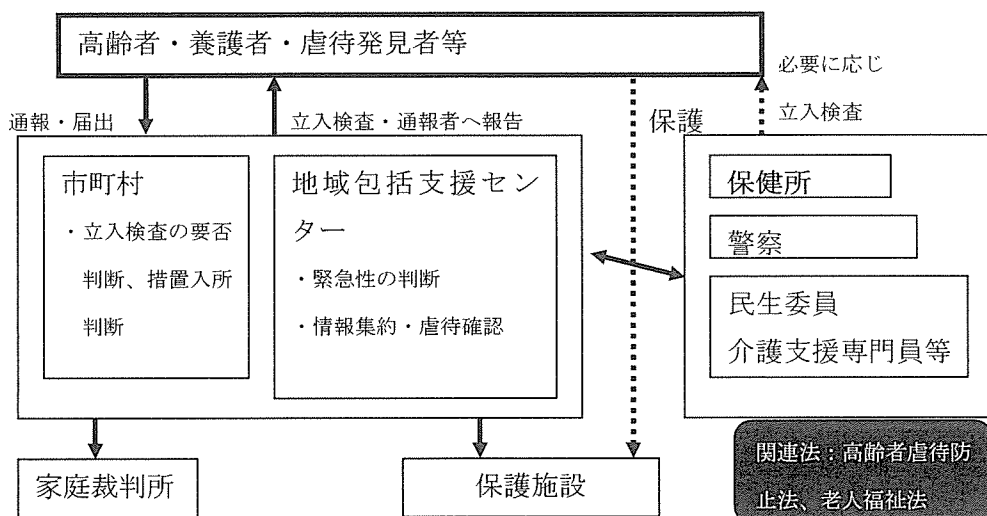 高齢者・養護者・虐待発見者等
必要に応じ
立入検査
通報・届出
立入検査・通報者へ報告
保護
市町村
・立入検査の要否
判断、措置入所
判断
地域包括支援セン
ター
・緊急性の判断
・情報集約・虐待確認
保健所
警察
民生委員
介護支援専門員等
家庭裁判所
保護施設
関連法：高齢者虐待防
止法、老人福祉法